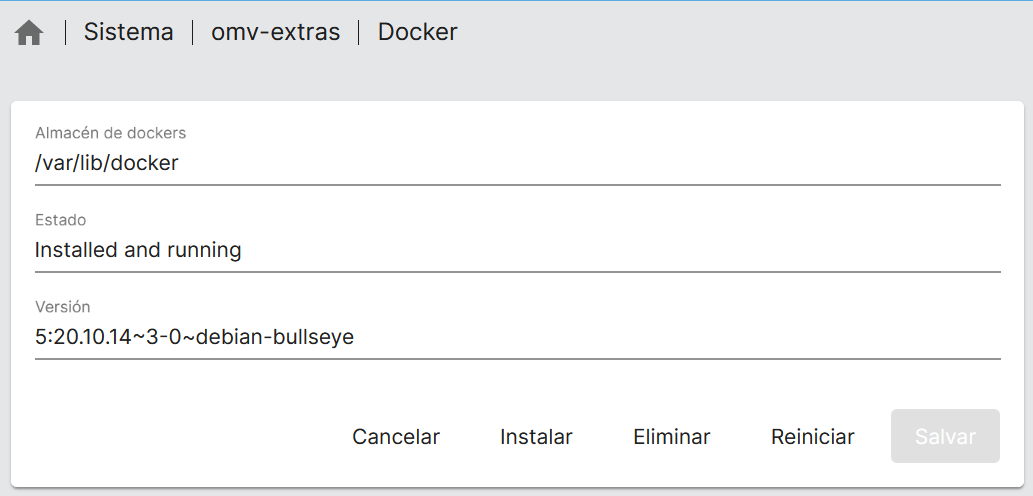 Sistema | omv-extras | Docker
Almacén de dockers
/var/lib/docker
Estado
Installed and running
Versión
5:20.10.14~3-0~debian-bullseye
Cancelar Instalar Eliminar Reiniciar Salvar